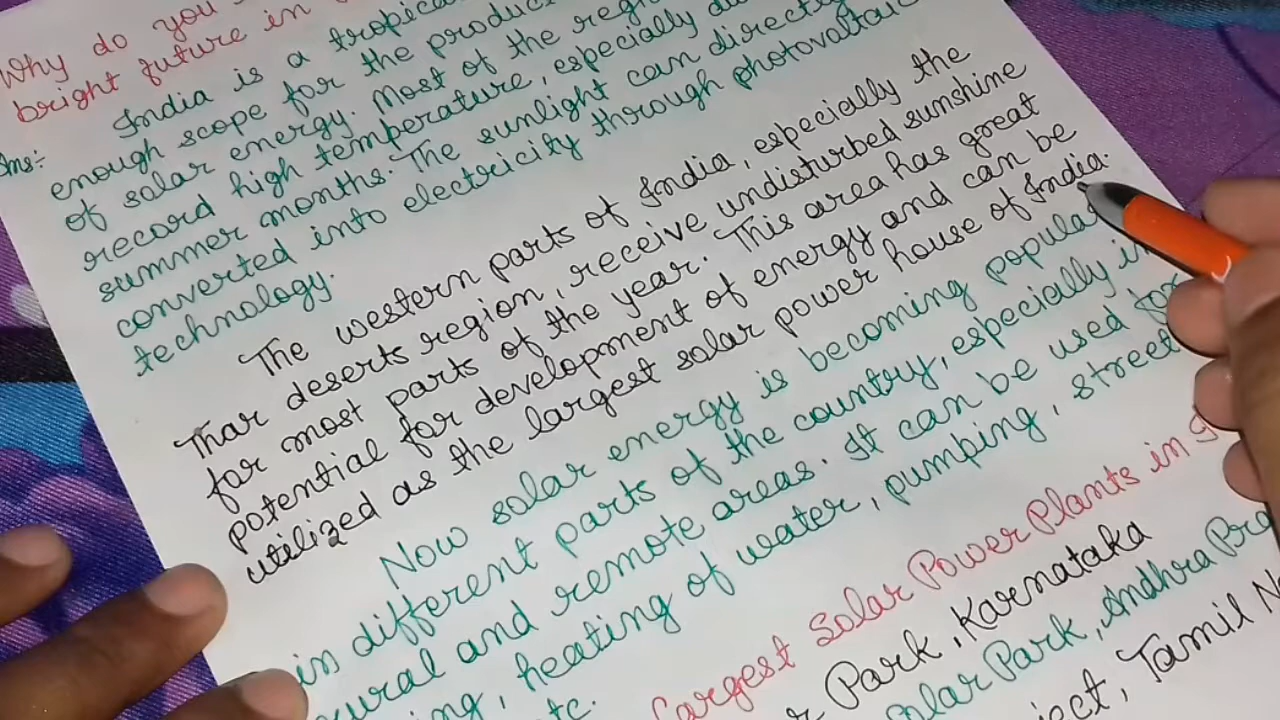 Why do you
bright future in
Ans:- India is a tropical
enough scope for the
of solar energy. Most of the
record high temperature, especially
summer months. The sunlight can directly
converted into electricity through photovoltaic
technology.
The western parts of India, especially the
Thar deserts region, receive undisturbed sunshine
for most parts of the year. This area has great
potential for development of energy and can be
utilized as the largest solar power house of India.
Now solar energy is becoming popular
in different parts of the country, especially in
rural and remote areas. It can be used for
heating of water, pumping, street
etc.
Largest Solar Power Plants in
Park, Karnataka
Solar Park, Andhra
Tamil